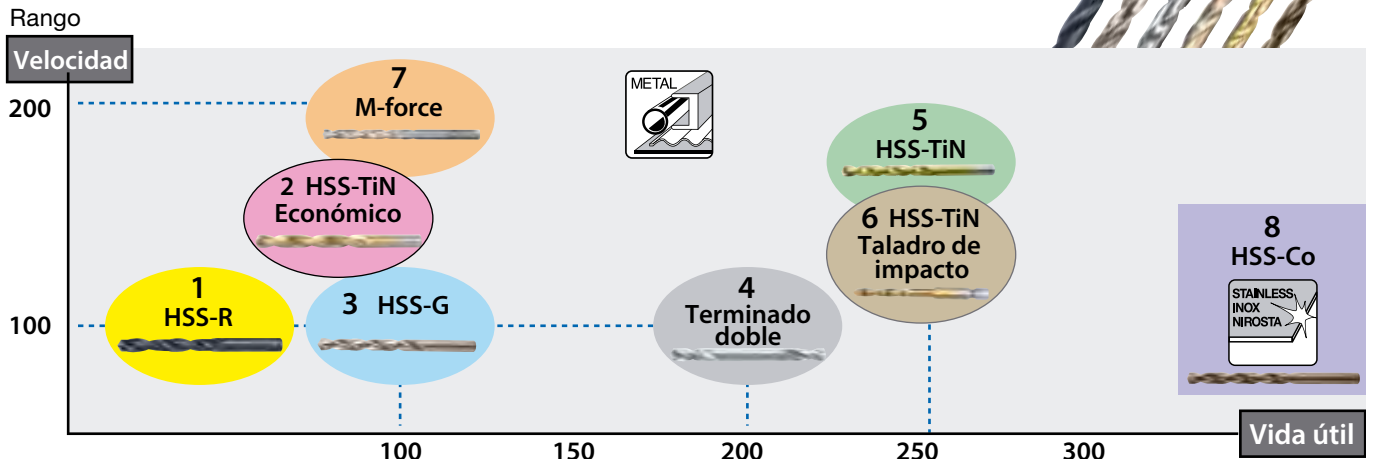 Rango
Velocidad
200
100
7
M-force
METAL
5
HSS-TiN
2 HSS-TiN
Económico
6 HSS-TiN
Taladro de
impacto
8
HSS-Co
STAINLESS
INOX
NIROSTA
1
HSS-R
3 HSS-G
4
Terminado
doble
Vida útil
100
150
200
250
300